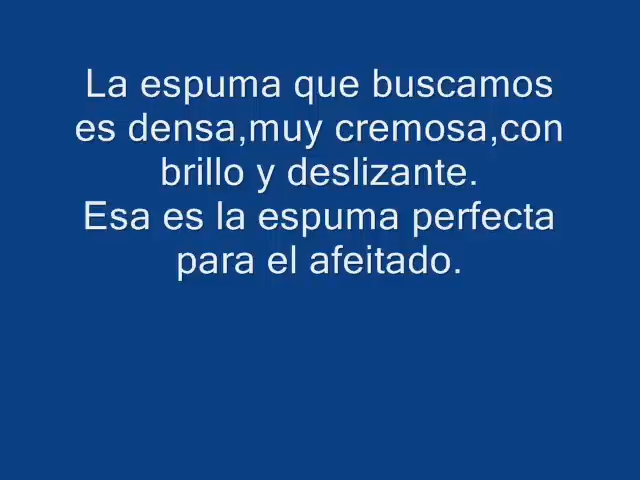 La espuma que buscamos
es densa,muy cremosa,con
brillo y deslizante.
Esa es la espuma perfecta
para el afeitado.